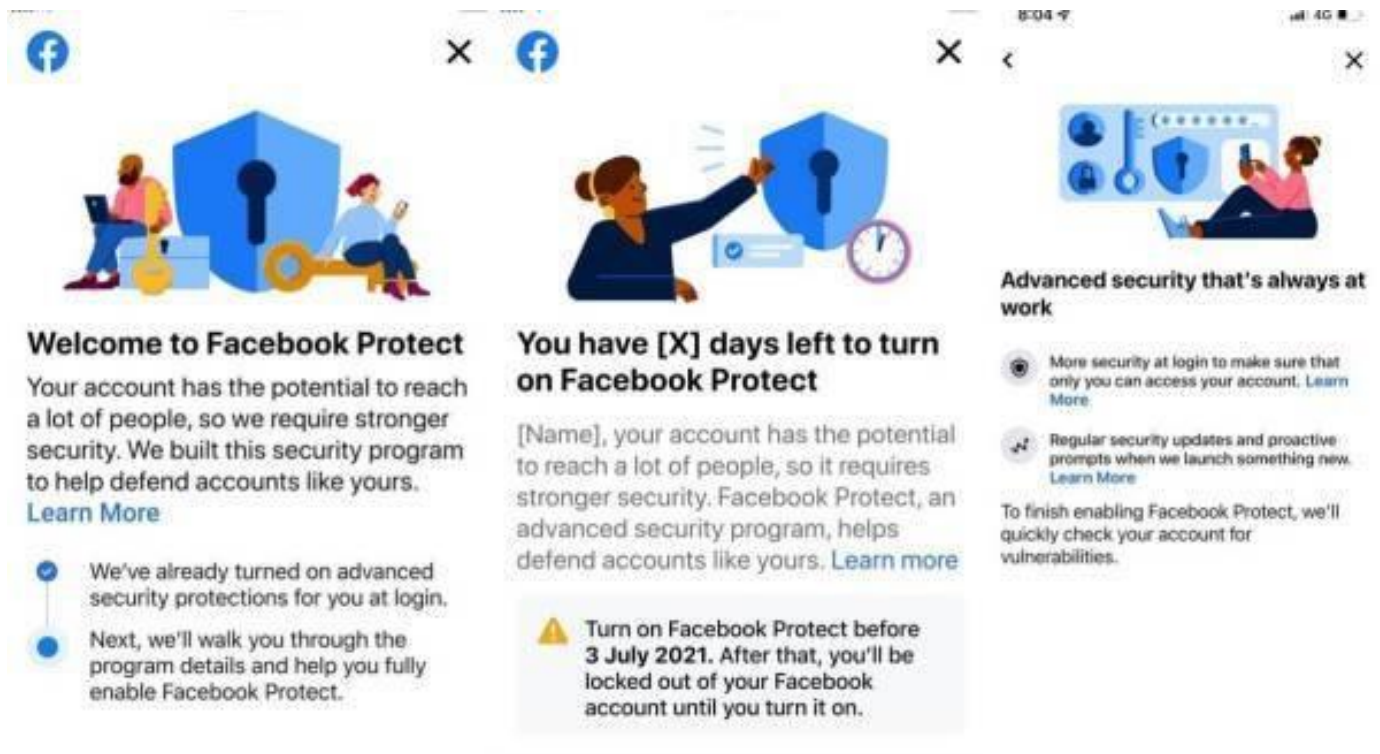 Welcome to Facebook Protect
Your account has the potential to reach
a lot of people, so we require stronger
security. We built this security program
to help defend accounts like yours.
Learn More
We've already turned on advanced
security protections for you at login.
Next, we'll walk you through the
program details and help you fully
enable Facebook Protect.
You have [X] days left to turn
on Facebook Protect
[Name], your account has the potential
to reach a lot of people, so it requires
stronger security. Facebook Protect, an
advanced security program, helps
defend accounts like yours. Learn more
Turn on Facebook Protect before
3 July 2021. After that, you'll be
locked out of your Facebook
account until you turn it on.
8:04 4G
Advanced security that's always at
work
More security at login to make sure that
only you can access your account. Learn
More
Regular security updates and proactive
prompts when we launch something new.
Learn More
To finish enabling Facebook Protect, we'll
quickly check your account for
vulnerabilities.